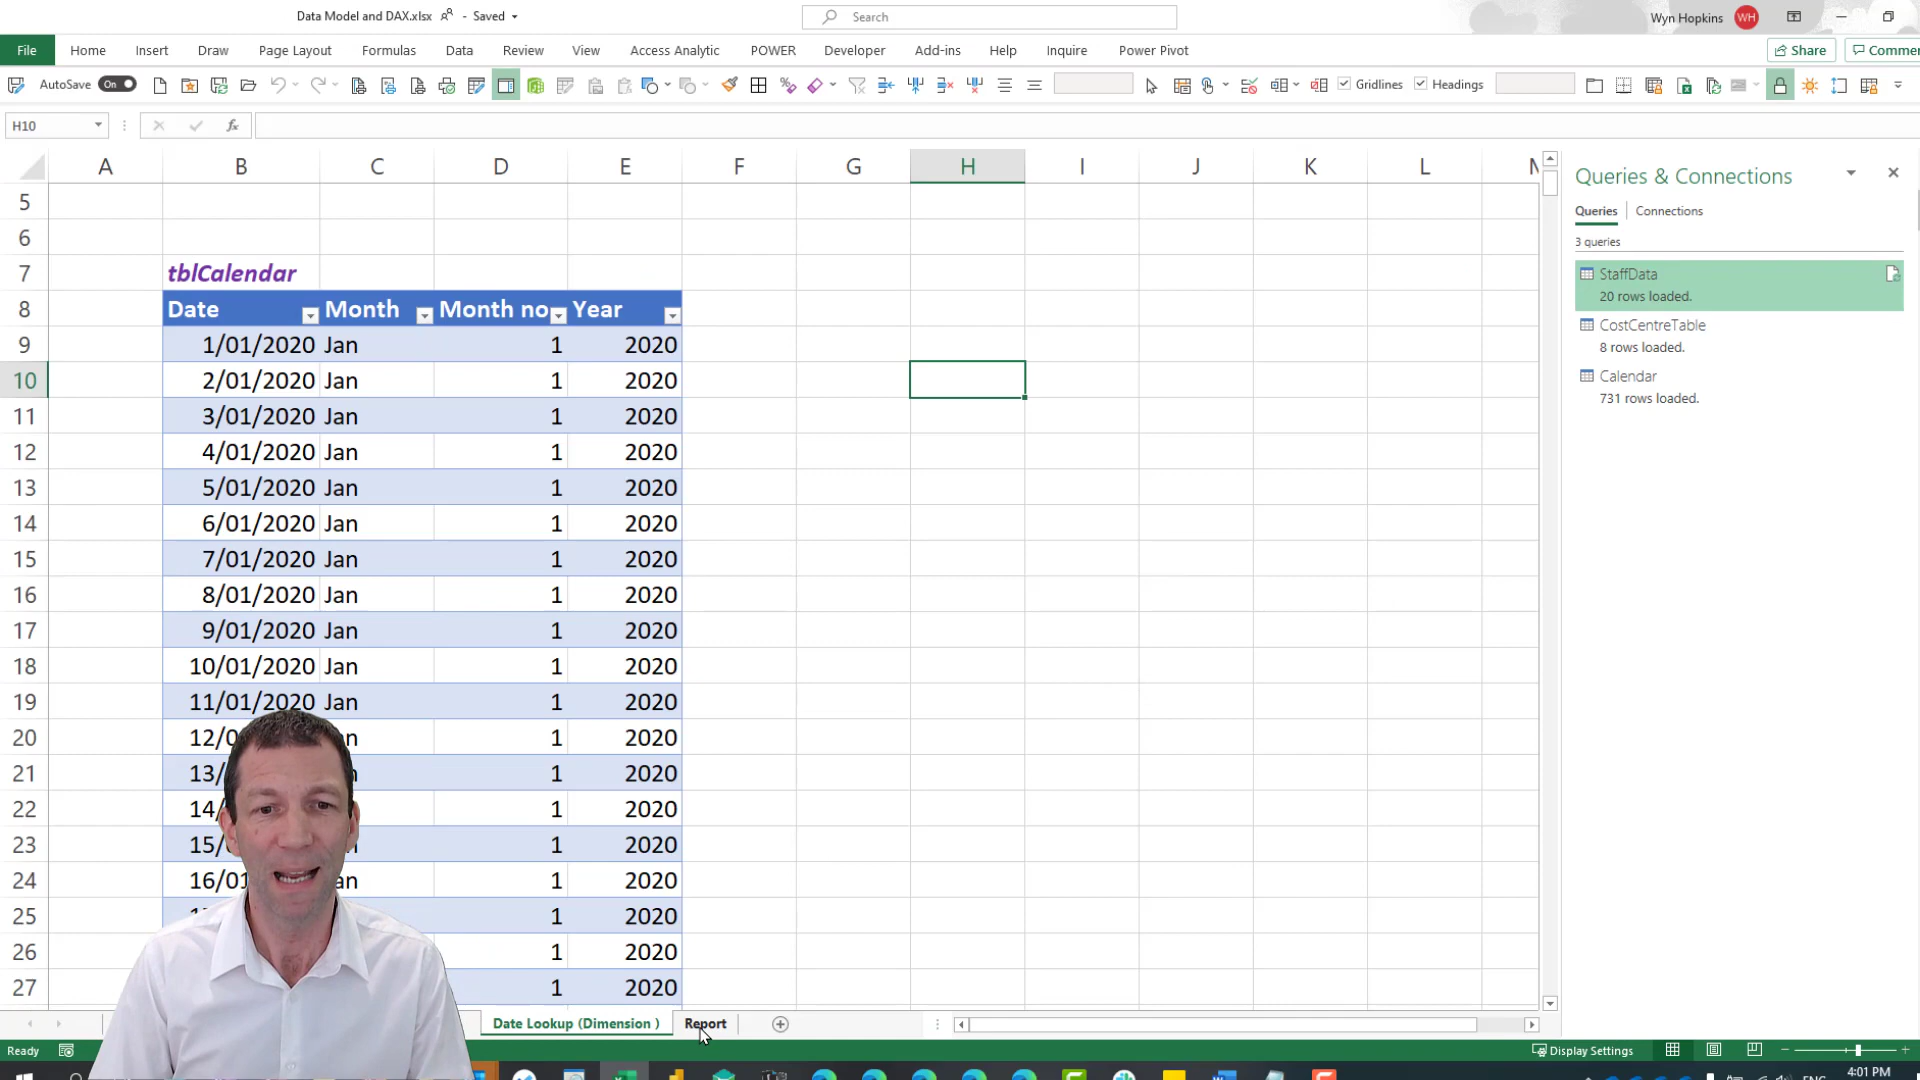 Data Model and DAX.xlsx - Saved
Search
Wyn Hopkins WH
File Home Insert Draw Page Layout Formulas Data Review View Access Analytic POWER Developer Add-ins Help Inquire Power Pivot Share Comme
AutoSave On Gridlines Headings
H10 fx
A B C D E F G H I J K L
5
6
7 tblCalendar
8 Date Month Month no Year
9 1/01/2020 Jan 1 2020
10 2/01/2020 Jan 1 2020
11 3/01/2020 Jan 1 2020
12 4/01/2020 Jan 1 2020
13 5/01/2020 Jan 1 2020
14 6/01/2020 Jan 1 2020
15 7/01/2020 Jan 1 2020
16 8/01/2020 Jan 1 2020
17 9/01/2020 Jan 1 2020
18 10/01/2020 Jan 1 2020
19 11/01/2020 Jan 1 2020
20 12/ 1 2020
21 13/ 1 2020
22 14/ 1 2020
23 15/ 1 2020
24 16/01 1 2020
25 1 2020
26 1 2020
27 1 2020
Queries & Connections
Queries Connections
3 queries
StaffData
20 rows loaded.
CostCentreTable
8 rows loaded.
Calendar
731 rows loaded.
Date Lookup (Dimension ) Report
Ready Display Settings
4:01 PM